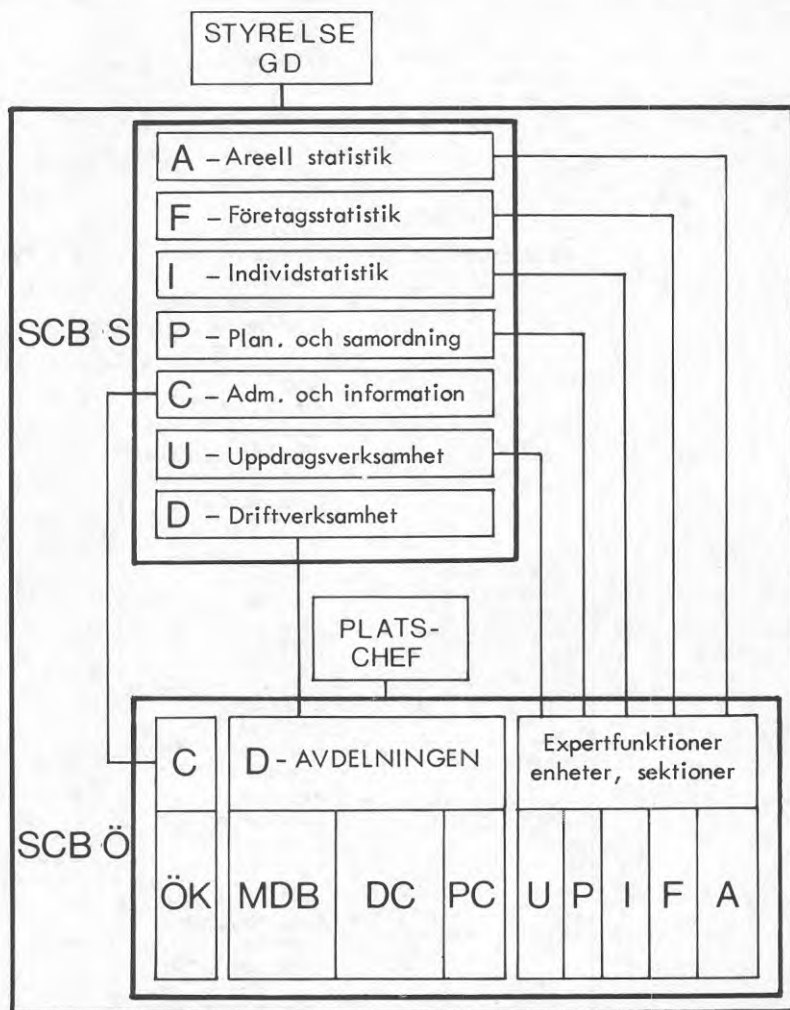 STYRELSE
GD
A – Areell statistik
F – Företagsstatistik
I – Individstatistik
SCB S
P – Plan. och samordning
C – Adm. och information
U – Uppdragsverksamhet
D – Driftverksamhet
PLATS-
CHEF
C
D - AVDELNINGEN
Expertfunktioner
enheter, sektioner
SCB Ö
ÖK
MDB
DC
PC
U
P
I
F
A